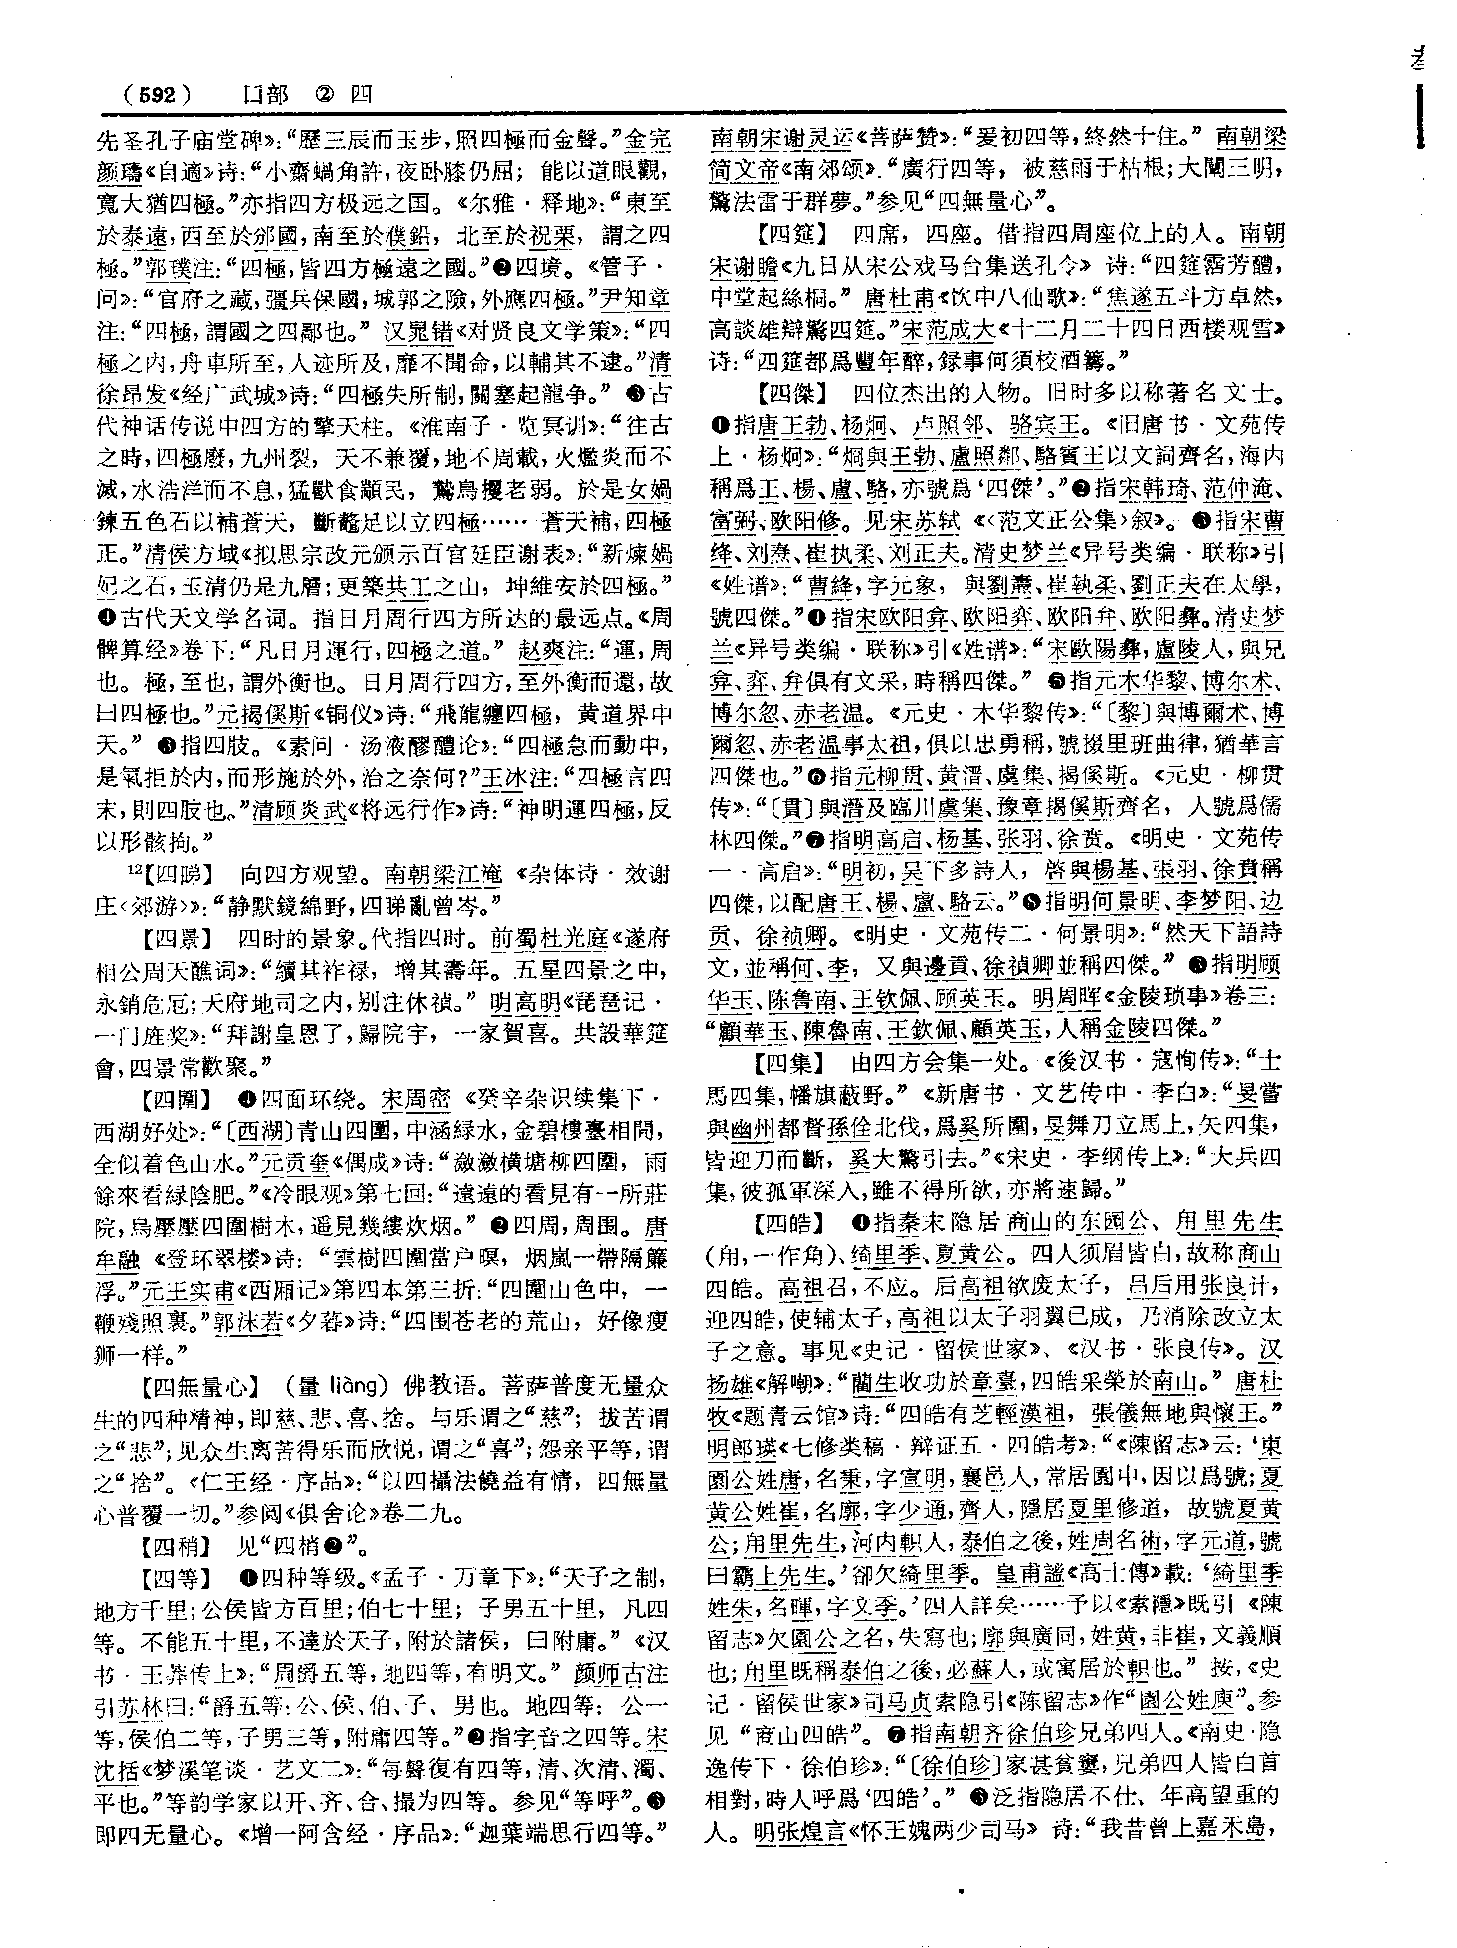 (592) 口部 ② 四
先圣孔子庙堂碑》：“歷三辰而玉步，照四極而金聲。”金完
颜璹《自適》诗：“小齋蝸角許，夜卧膝仍屈；能以道眼觀，
寬大猶四極。”亦指四方极远之国。《尔雅·释地》：“東至
於泰遠，西至於邠國，南至於濮鉛，北至於祝栗，謂之四
極。”郭璞注：“四極，皆四方極遠之國。”❷四境。《管子·
问》：“官府之藏，彊兵保國，城郭之險，外應四極。”尹知章
注：“四極，謂國之四鄙也。”汉晁错《对贤良文学策》：“四
極之内，舟車所至，人迹所及，靡不聞命，以輔其不逮。”清
徐昂发《经广武城》诗：“四極失所制，關塞起龍争。”❸古
代神话传说中四方的擎天柱。《淮南子·览冥训》：“往古
之時，四極廢，九州裂，天不兼覆，地不周載，火爁炎而不
滅，水浩洋而不息，猛獸食顓民，鷙鳥攫老弱。於是女媧
鍊五色石以補蒼天，斷鼇足以立四極……蒼天補，四極
正。”清侯方域《拟思宗改元颁示百官廷臣谢表》：“新煉媧
妃之石，玉清仍是九層；更築共工之山，坤維安於四極。”
❹古代天文学名词。指日月周行四方所达的最远点。《周
髀算经》卷下：“凡日月運行，四極之道。”赵爽注：“運，周
也。極，至也，謂外衡也。日月周行四方，至外衡而還，故
曰四極也。”元揭傒斯《铜仪》诗：“飛龍纏四極，黄道界中
天。”❺指四肢。《素问·汤液醪醴论》：“四極急而動中，
是氣拒於内，而形施於外，治之奈何？”王冰注：“四極言四
末，則四肢也。”清顾炎武《将远行作》诗：“神明運四極，反
以形骸拘。”
¹²【四睇】 向四方观望。南朝梁江淹《杂体诗·效谢
庄〈郊游〉》：“静默鏡綿野，四睇亂曾岑。”
【四景】 四时的景象。代指四时。前蜀杜光庭《遂府
相公周天醮词》：“續其祚禄，增其壽年。五星四景之中，
永銷危厄；天府地司之内，别注休禎。”明高明《琵琶记·
一门旌奖》：“拜謝皇恩了，歸院宇，一家賀喜。共設華筵
會，四景常歡聚。”
【四圍】 ❶四面环绕。宋周密《癸辛杂识续集下·
西湖好处》：“〔西湖〕青山四圍，中涵緑水，金碧樓臺相間，
全似着色山水。”元贡奎《偶成》诗：“瀲瀲横塘柳四圍，雨
餘來看緑陰肥。”《冷眼观》第七回：“遠遠的看見有一所莊
院，烏壓壓四圍樹木，遥見幾縷炊烟。”❷四周，周围。唐
牟融《登环翠楼》诗：“雲樹四圍當户暝，烟嵐一帶隔簾
浮。”元王实甫《西厢记》第四本第三折：“四圍山色中，一
鞭殘照裏。”郭沫若《夕暮》诗：“四围苍老的荒山，好像瘦
狮一样。”
【四無量心】 （量 liàng）佛教语。菩萨普度无量众
生的四种精神，即慈、悲、喜、舍。与乐谓之“慈”；拔苦谓
之“悲”；见众生离苦得乐而欣悦，谓之“喜”；怨亲平等，谓
之“捨”。《仁王经·序品》：“以四攝法饒益有情，四無量
心普覆一切。”参阅《俱舍论》卷二九。
【四稍】 见“四梢❷”。
【四等】 ❶四种等级。《孟子·万章下》：“天子之制，
地方千里；公侯皆方百里；伯七十里；子男五十里，凡四
等。不能五十里，不達於天子，附於諸侯，曰附庸。”《汉
书·王莽传上》：“周爵五等，地四等，有明文。”颜师古注
引苏林曰：“爵五等：公、侯、伯、子、男也。地四等：公一
等，侯伯二等，子男三等，附庸四等。”❷指字音之四等。宋
沈括《梦溪笔谈·艺文二》：“每聲復有四等，清、次清、濁、
平也。”等韵学家以开、齐、合、撮为四等。参见“等呼”。❸
即四无量心。《增一阿含经·序品》：“迦葉端思行四等。”
南朝宋谢灵运《菩萨赞》：“爰初四等，終然十住。”南朝梁
简文帝《南郊颂》：“廣行四等，被慈雨于枯根；大闡三明，
驚法雷于群夢。”参见“四無量心”。
【四筵】 四席，四座。借指四周座位上的人。南朝
宋谢瞻《九日从宋公戏马台集送孔令》诗：“四筵霑芳醴，
中堂起絲桐。”唐杜甫《饮中八仙歌》：“焦遂五斗方卓然，
高談雄辯驚四筵。”宋范成大《十二月二十四日西楼观雪》
诗：“四筵都爲豐年醉，録事何須校酒籌。”
【四傑】 四位杰出的人物。旧时多以称著名文士。
❶指唐王勃、杨炯、卢照邻、骆宾王。《旧唐书·文苑传
上·杨炯》：“烱與王勃、盧照鄰、駱賓王以文詞齊名，海内
稱爲王、楊、盧、駱，亦號爲‘四傑’。”❷指宋韩琦、范仲淹、
富弼、欧阳修。见宋苏轼《〈范文正公集〉叙》。❸指宋曹
绛、刘焘、崔执柔、刘正夫。清史梦兰《异号类编·联称》引
《姓谱》：“曹絳，字元象，與劉燾、崔執柔、劉正夫在太學，
號四傑。”❹指宋欧阳弇、欧阳弈、欧阳弁、欧阳彝。清史梦
兰《异号类编·联称》引《姓谱》：“宋歐陽彝，廬陵人，與兄
弇、弈、弁俱有文采，時稱四傑。”❺指元木华黎、博尔术、
博尔忽、赤老温。《元史·木华黎传》：“〔黎〕與博爾术、博
爾忽、赤老温事太祖，俱以忠勇稱，號掇里班曲律，猶華言
四傑也。”❻指元柳贯、黄溍、虞集、揭傒斯。《元史·柳贯
传》：“〔貫〕與溍及臨川虞集、豫章揭傒斯齊名，人號爲儒
林四傑。”❼指明高启、杨基、张羽、徐贲。《明史·文苑传
一·高启》：“明初，吴下多詩人，啓與楊基、張羽、徐賁稱
四傑，以配唐王、楊、盧、駱云。”❽指明何景明、李梦阳、边
贡、徐祯卿。《明史·文苑传二·何景明》：“然天下語詩
文，並稱何、李，又與邊貢、徐禎卿並稱四傑。”❾指明顾
华玉、陈鲁南、王钦佩、顾英玉。明周晖《金陵琐事》卷三：
“顧華玉、陳魯南、王欽佩、顧英玉，人稱金陵四傑。”
【四集】 由四方会集一处。《後汉书·寇恂传》：“士
馬四集，幡旗蔽野。”《新唐书·文艺传中·李白》：“旻嘗
與幽州都督孫佺北伐，爲奚所圍，旻舞刀立馬上，矢四集，
皆迎刀而斷，奚大驚引去。”《宋史·李纲传上》：“大兵四
集，彼孤軍深入，雖不得所欲，亦將速歸。”
【四皓】 ❶指秦末隐居商山的东园公、甪里先生
（甪，一作角）、绮里季、夏黄公。四人须眉皆白，故称商山
四皓。高祖召，不应。后高祖欲废太子，吕后用张良计，
迎四皓，使辅太子，高祖以太子羽翼已成，乃消除改立太
子之意。事见《史记·留侯世家》、《汉书·张良传》。汉
扬雄《解嘲》：“藺生收功於章臺，四皓采榮於南山。”唐杜
牧《题青云馆》诗：“四皓有芝輕漢祖，張儀無地與懷王。”
明郎瑛《七修类稿·辩证五·四皓考》：“《陳留志》云：‘東
園公姓唐，名秉，字宣明，襄邑人，常居園中，因以爲號；夏
黄公姓崔，名廓，字少通，齊人，隱居夏里修道，故號夏黄
公；甪里先生，河内軹人，泰伯之後，姓周名術，字元道，號
曰霸上先生。’卻欠綺里季。皇甫謐《高士傳》載：‘綺里季
姓朱，名暉，字文季。’四人詳矣……予以《索隱》既引《陳
留志》欠園公之名，失寫也；廓與廣同，姓黄，非崔，文義順
也；甪里既稱泰伯之後，必蘇人，或寓居於軹也。”按，《史
记·留侯世家》司马贞索隐引《陈留志》作“園公姓庾”。参
见“商山四皓”。❷指南朝齐徐伯珍兄弟四人。《南史·隐
逸传下·徐伯珍》：“〔徐伯珍〕家甚貧窶，兄弟四人皆白首
相對，時人呼爲‘四皓’。”❸泛指隐居不仕、年高望重的
人。明张煌言《怀王媿两少司马》诗：“我昔曾上嘉禾島，